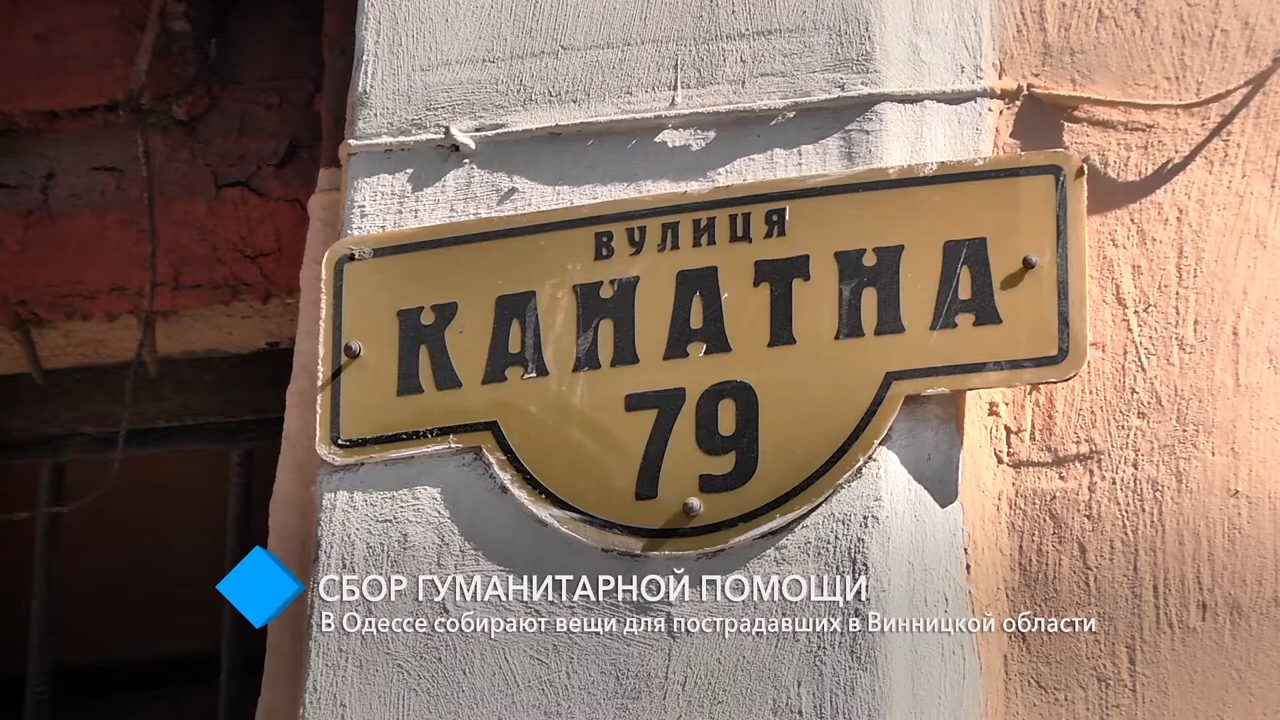 ВУЛИЦЯ
КАНАТНА
79
СБОР ГУМАНИТАРНОЙ ПОМОЩИ
В Одессе собирают вещи для пострадавших в Винницкой области